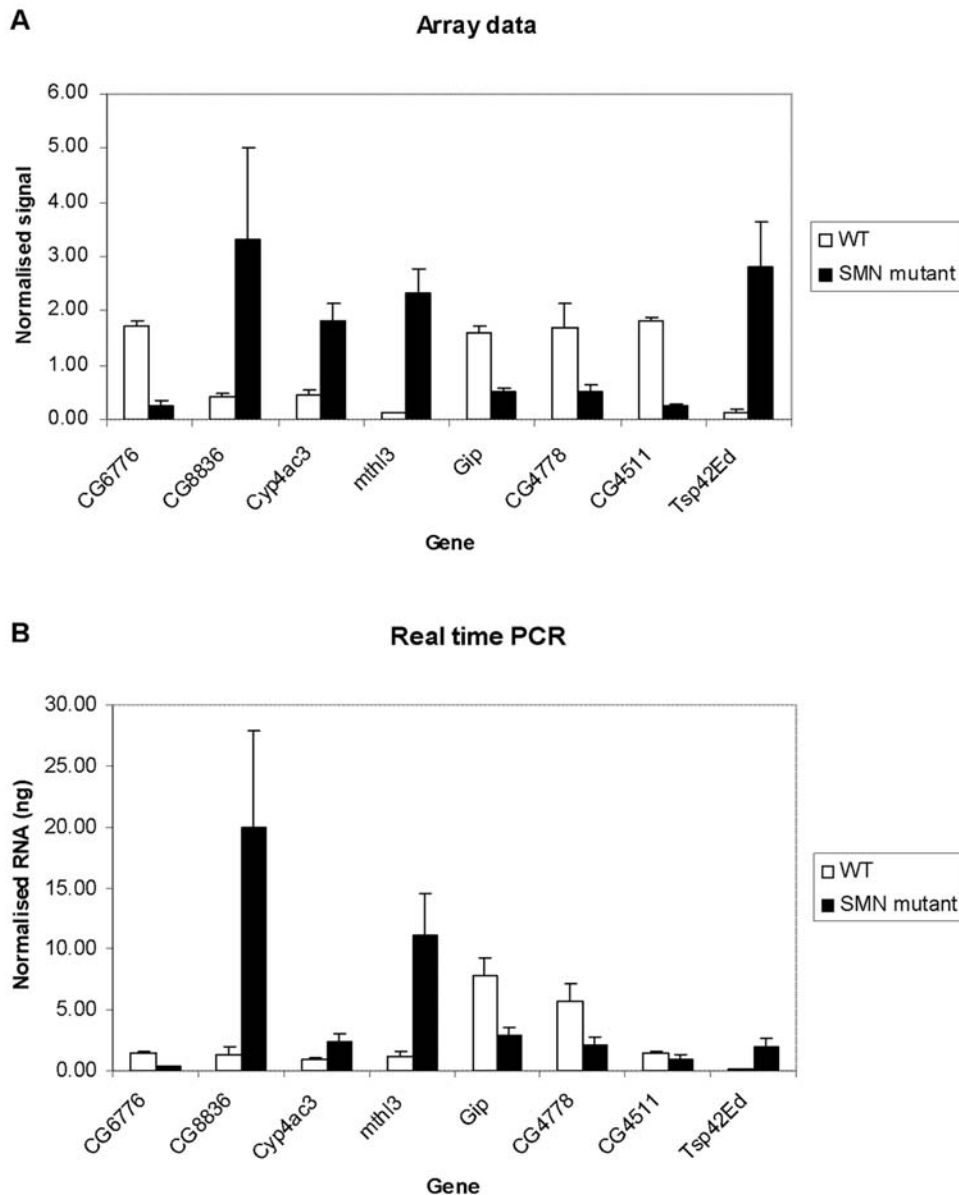 A
Array data
Normalised signal
6.00
5.00
4.00
3.00
2.00
1.00
0.00
CG6776
CG8836
Cyp4ac3
mthl3
Gip
CG4778
CG4511
Tsp42Ed
Gene
WT
SMN mutant
B
Real time PCR
Normalised RNA (ng)
30.00
25.00
20.00
15.00
10.00
5.00
0.00
CG6776
CG8836
Cyp4ac3
mthl3
Gip
CG4778
CG4511
Tsp42Ed
Gene
WT
SMN mutant